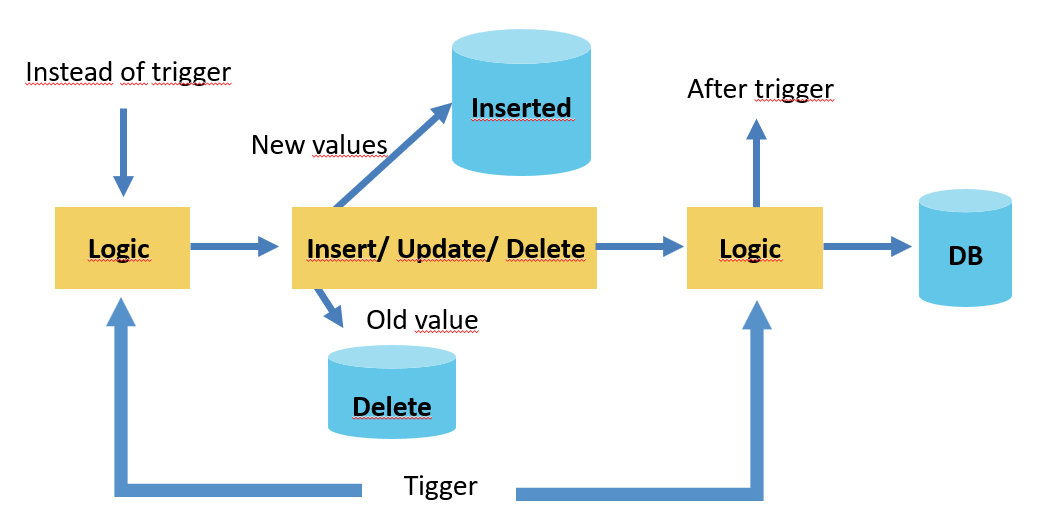 Instead of trigger
After trigger
Inserted
New values
Logic
Insert/ Update/ Delete
Logic
DB
Old value
Delete
Tigger